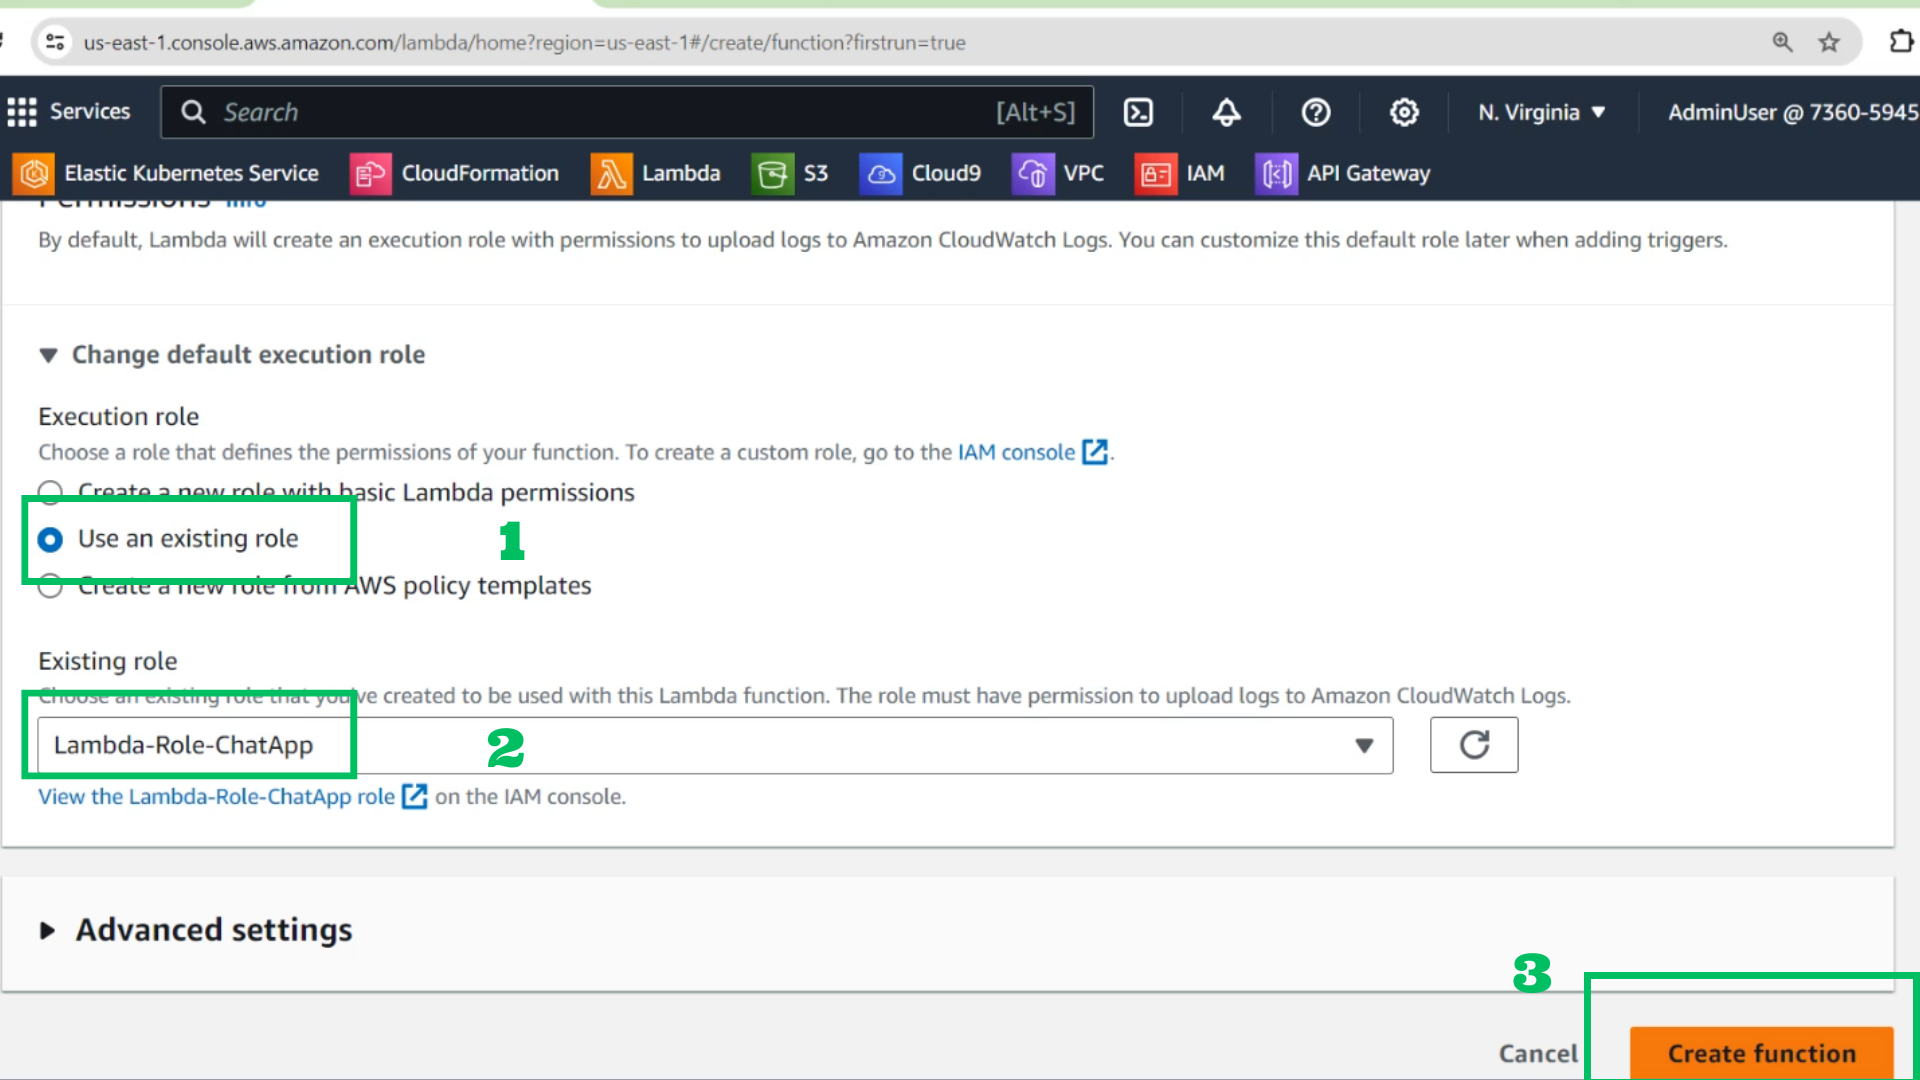 us-east-1.console.aws.amazon.com/lambda/home?region=us-east-1#/create/function?firstrun=true
Services
Search
[Alt+S]
N. Virginia
AdminUser @ 7360-5945
Elastic Kubernetes Service
CloudFormation
Lambda
S3
Cloud9
VPC
IAM
API Gateway
Permissions Info
By default, Lambda will create an execution role with permissions to upload logs to Amazon CloudWatch Logs. You can customize this default role later when adding triggers.
Change default execution role
Execution role
Choose a role that defines the permissions of your function. To create a custom role, go to the IAM console.
Create a new role with basic Lambda permissions
Use an existing role
1
Create a new role from AWS policy templates
Existing role
Choose an existing role that you've created to be used with this Lambda function. The role must have permission to upload logs to Amazon CloudWatch Logs.
Lambda-Role-ChatApp
2
View the Lambda-Role-ChatApp role on the IAM console.
Advanced settings
3
Cancel
Create function